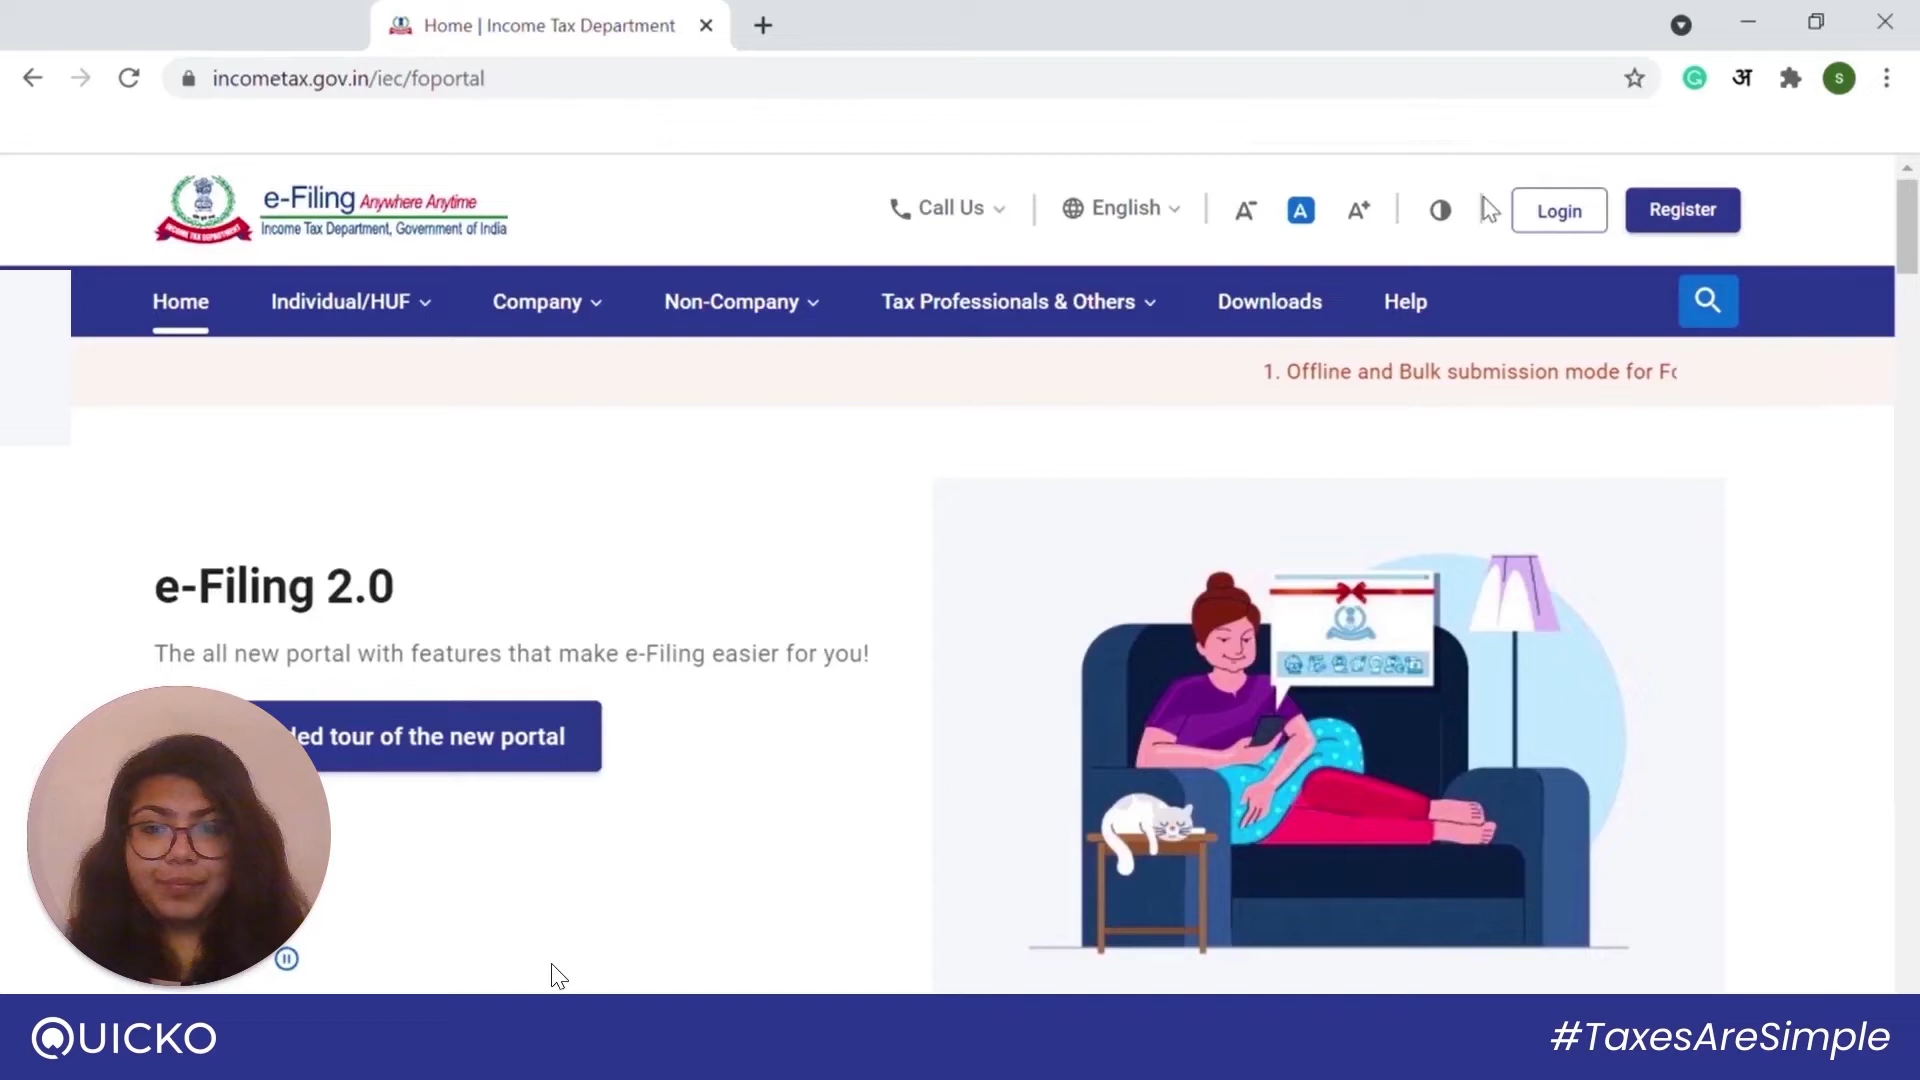 Home | Income Tax Department
incometax.gov.in/iec/foportal
अ
S
e-Filing Anywhere Anytime
Income Tax Department, Government of India
Call Us
English
A-
A
A+
Login
Register
Home
Individual/HUF
Company
Non-Company
Tax Professionals & Others
Downloads
Help
1. Offline and Bulk submission mode for Fo
e-Filing 2.0
The all new portal with features that make e-Filing easier for you!
ded tour of the new portal
QUICKO
#TaxesAreSimple